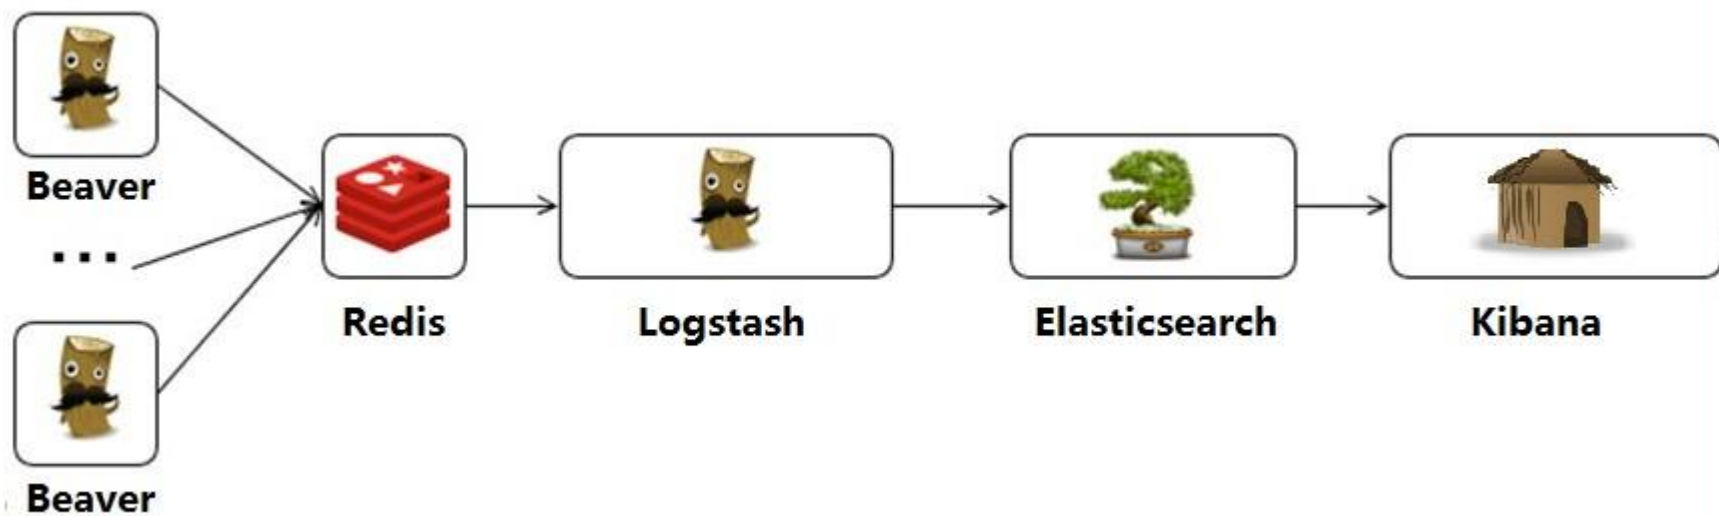 Beaver
...
Beaver
Redis
Logstash
Elasticsearch
Kibana